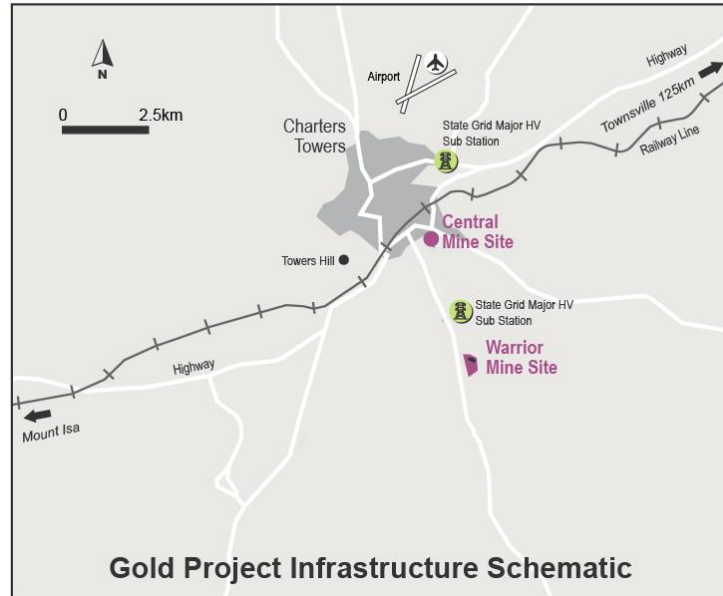 Highway
Airport
Townsville 125km
N
0 2.5km
Railway Line
State Grid Major HV
Sub Station
Charters
Towers
Central
Mine Site
Towers Hill
State Grid Major HV
Sub Station
Warrior
Mine Site
Highway
Mount Isa
Gold Project Infrastructure Schematic